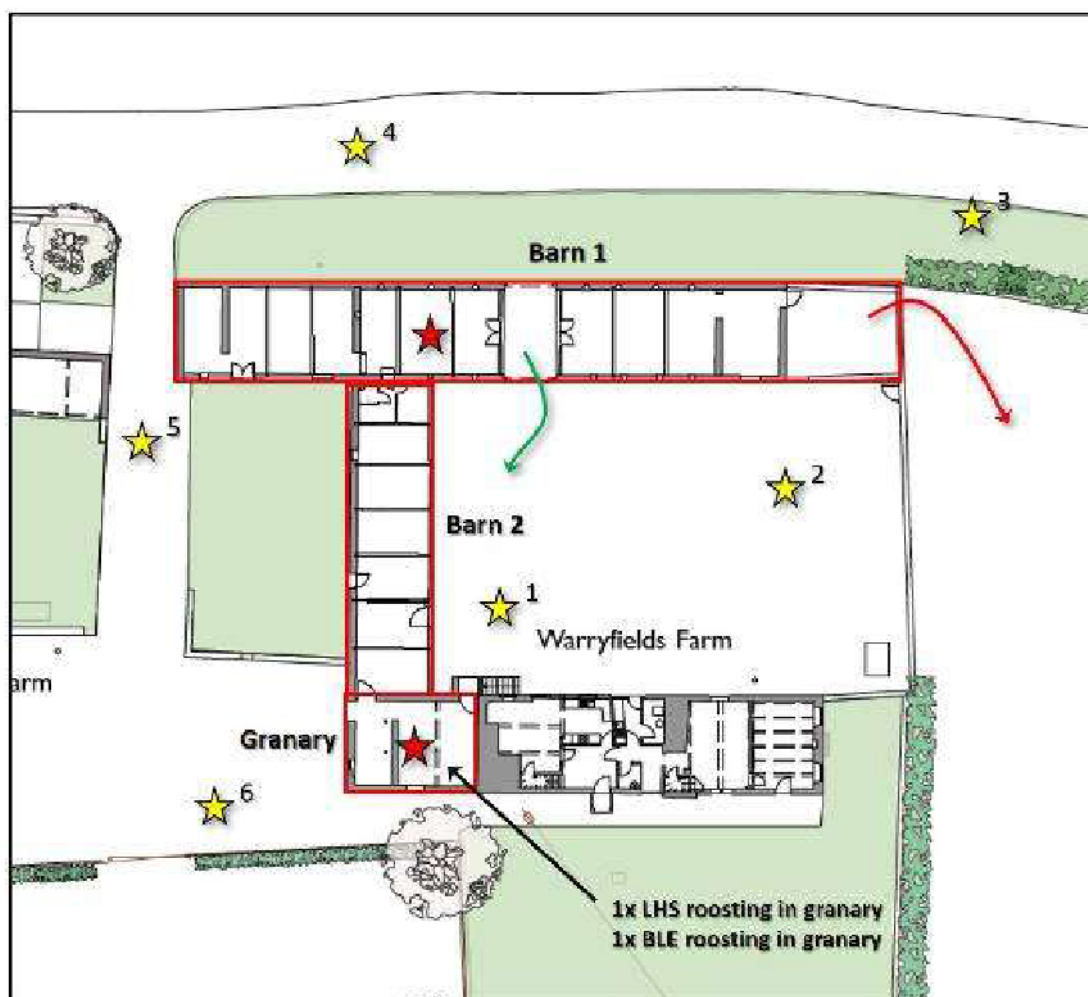 4
3
Barn 1
5
2
Barn 2
1
Warryfields Farm
arm
Granary
6
1x LHS roosting in granary
1x BLE roosting in granary